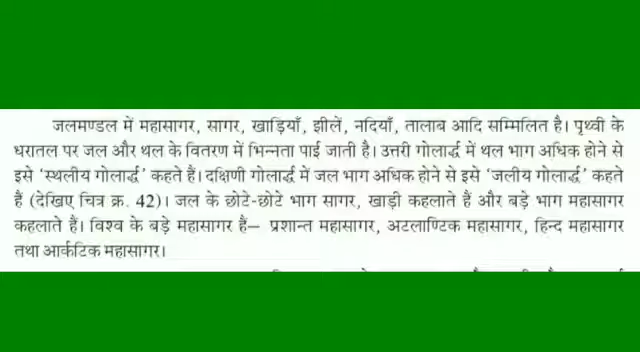 जलमण्डल में महासागर, सागर, खाड़ियाँ, झीलें, नदियाँ, तालाब आदि सम्मिलित है। पृथ्वी के
धरातल पर जल और थल के वितरण में भिन्नता पाई जाती है। उत्तरी गोलार्द्ध में थल भाग अधिक होने से
इसे ‘स्थलीय गोलार्द्ध’ कहते हैं। दक्षिणी गोलार्द्ध में जल भाग अधिक होने से इसे ‘जलीय गोलार्द्ध’ कहते
हैं (देखिए चित्र क्र. 42)। जल के छोटे-छोटे भाग सागर, खाड़ी कहलाते हैं और बड़े भाग महासागर
कहलाते हैं। विश्व के बड़े महासागर हैं– प्रशान्त महासागर, अटलाण्टिक महासागर, हिन्द महासागर
तथा आर्कटिक महासागर।